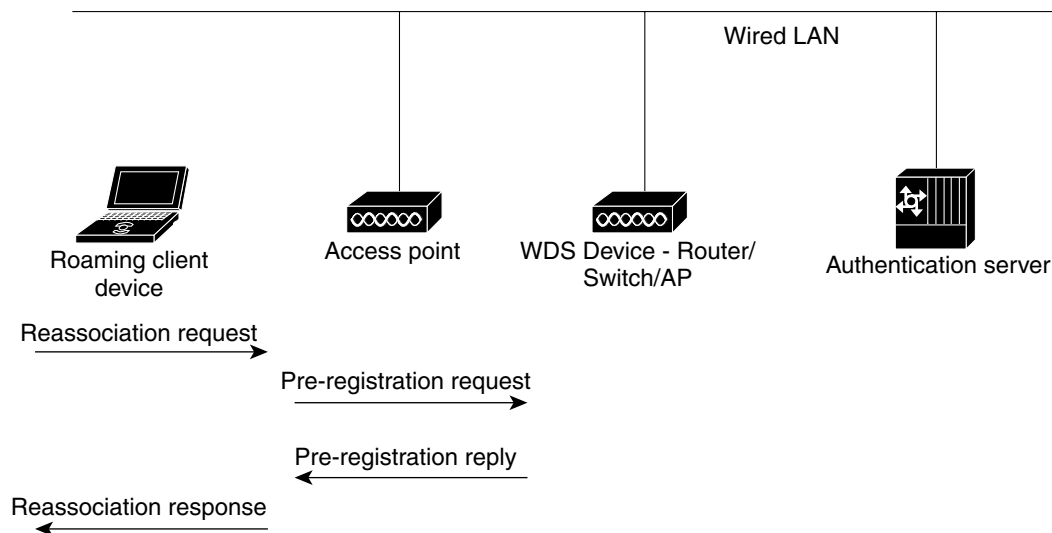 Wired LAN
Roaming client
device
Access point
WDS Device - Router/
Switch/AP
Authentication server
Reassociation request
Pre-registration request
Pre-registration reply
Reassociation response